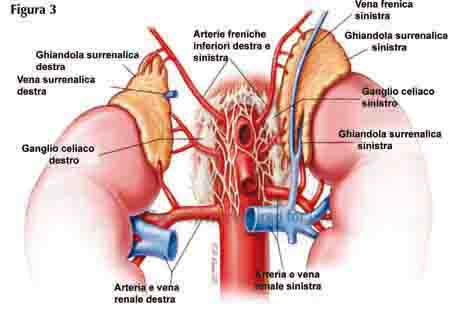 Figura 3
Vena frenica
sinistra
Arterie freniche
inferiori destra e
sinistra
Ghiandola surrenalica
sinistra
Ghiandola surrenalica
destra
Vena surrenalica
destra
Ganglio celiaco
sinistro
Ghiandola surrenalica
sinistra
Ganglio celiaco
destro
Arteria e vena
renale destra
Arteria e vena
renale sinistra